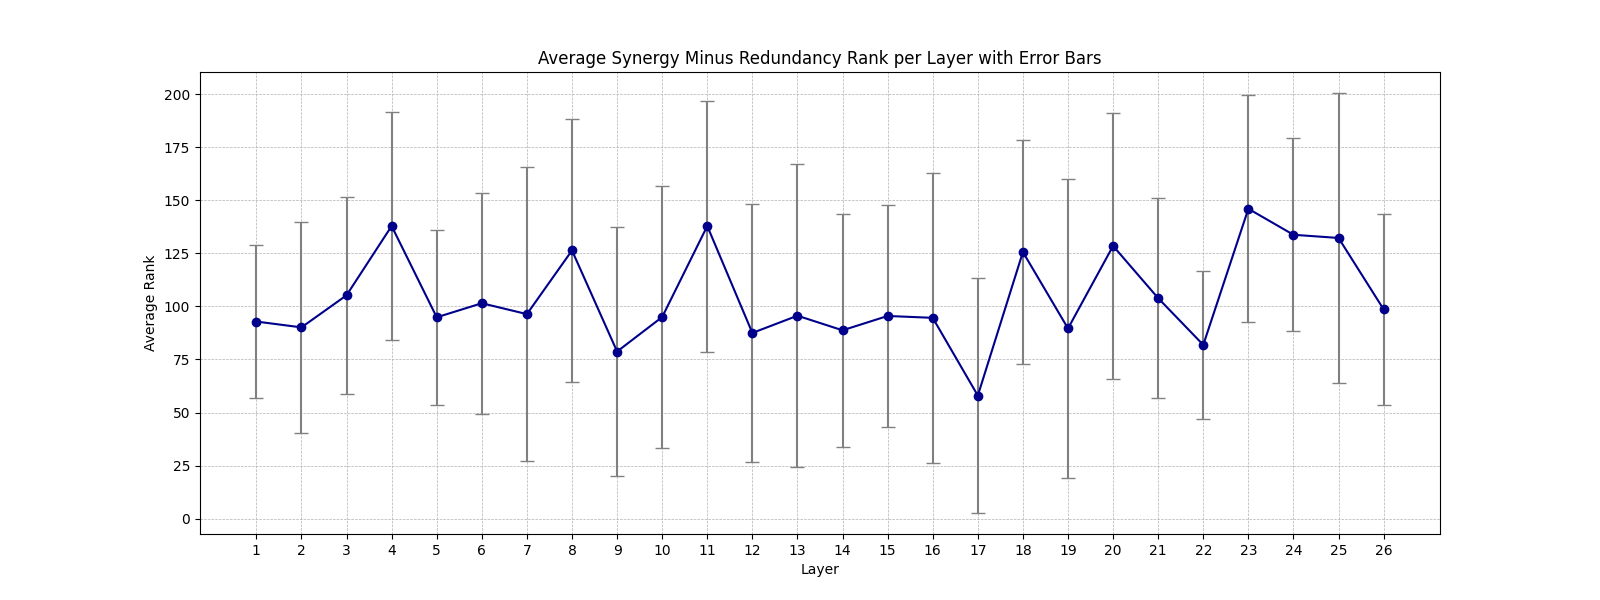 Average Synergy Minus Redundancy Rank per Layer with Error Bars
200
175
150
125
100
75
50
25
0
Average Rank
1 2 3 4 5 6 7 8 9 10 11 12 13 14 15 16 17 18 19 20 21 22 23 24 25 26
Layer